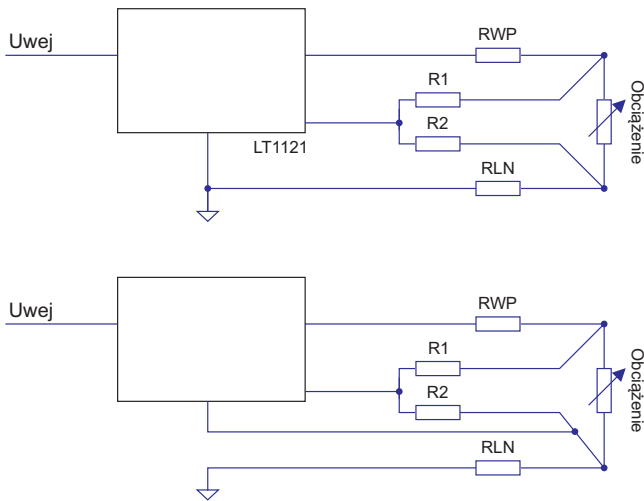 Uwej
RWP
R1
R2
LT1121
RLN
Obciążenie
Uwej
RWP
R1
R2
RLN
Obciążenie